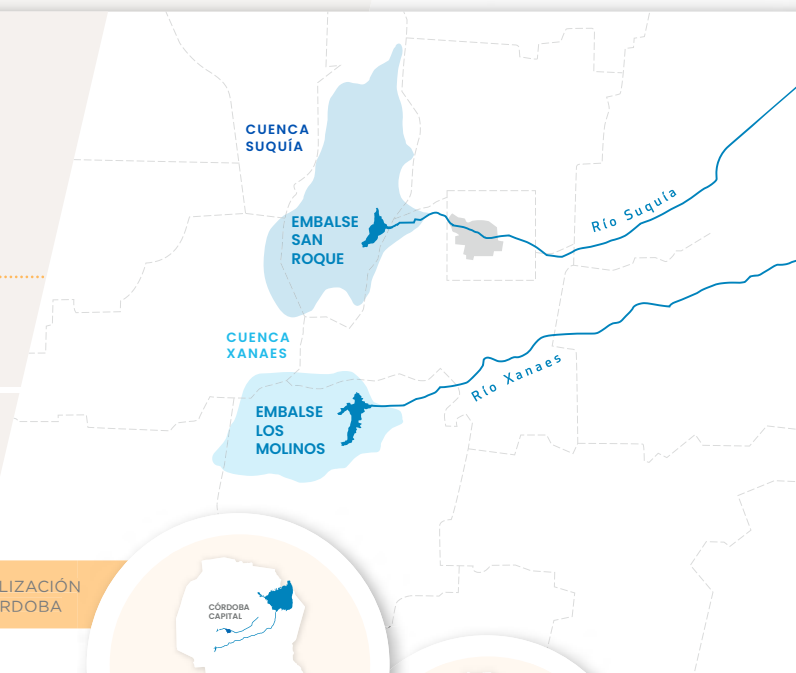 CUENCA
SUQUÍA
EMBALSE
SAN
ROQUE
Río Suquía
CUENCA
XANAES
EMBALSE
LOS
MOLINOS
Río Xanaes
LIZACIÓN
RDOBA
CÓRDOBA
CAPITAL